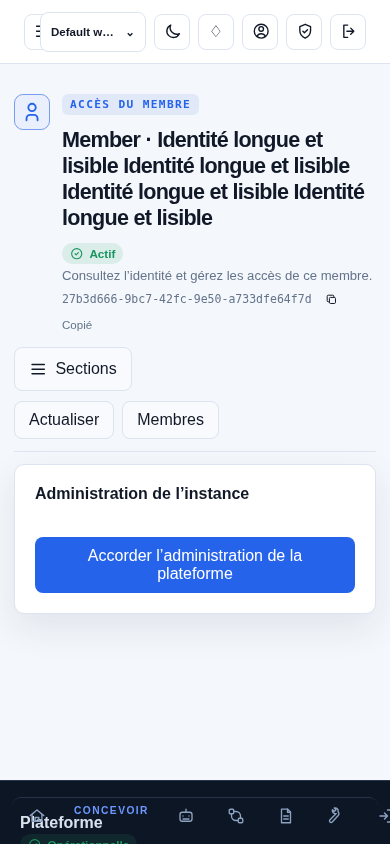 Default w...
ACCÈS DU MEMBRE
Member · Identité longue et
lisible Identité longue et lisible
Identité longue et lisible Identité
longue et lisible
Actif
Consultez l’identité et gérez les accès de ce membre.
27b3d666-9bc7-42fc-9e50-a733dfe64f7d
Copié
Sections
Actualiser
Membres
Administration de l’instance
Accorder l’administration de la
plateforme
CONCEVOIR
Plateforme
Opérationnelle